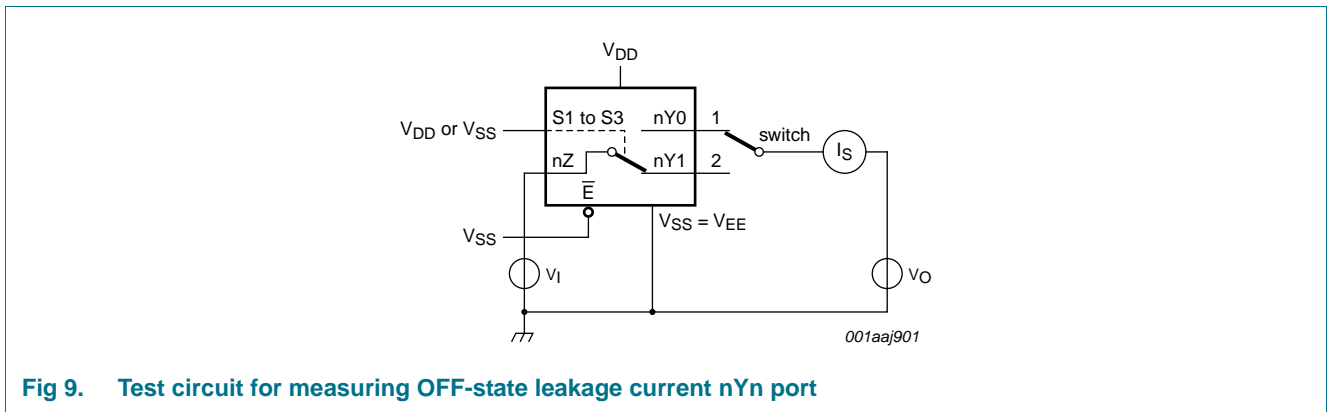 VDD
VDD or VSS
S1 to S3
nY0
1
switch
IS
nZ
nY1
2
E
VSS
VSS = VEE
VI
VO
001aaj901
Fig 9. Test circuit for measuring OFF-state leakage current nYn port